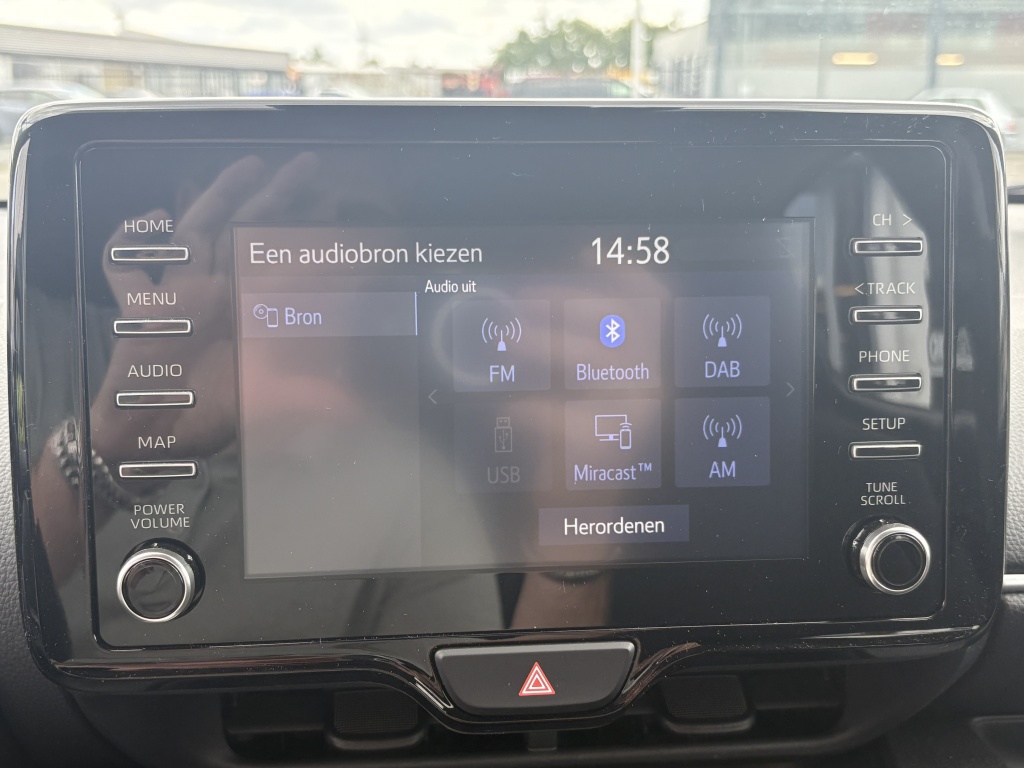 HOME
MENU
AUDIO
MAP
POWER
VOLUME
Een audiobron kiezen
14:58
Bron
Audio uit
FM
Bluetooth
DAB
USB
Miracast™
AM
Herordenen
CH >
< TRACK
PHONE
SETUP
TUNE
SCROLL